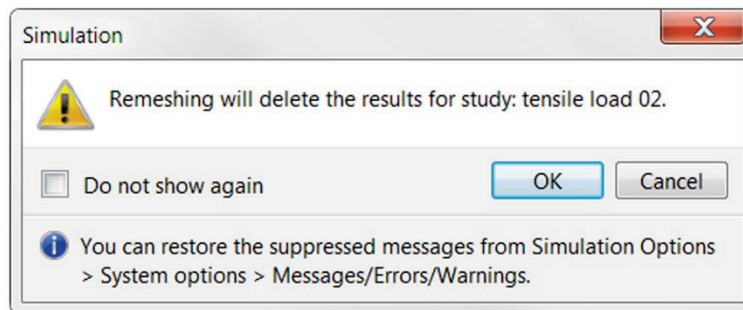 Simulation
Remeshing will delete the results for study: tensile load 02.
Do not show again
OK
Cancel
You can restore the suppressed messages from Simulation Options
> System options > Messages/Errors/Warnings.